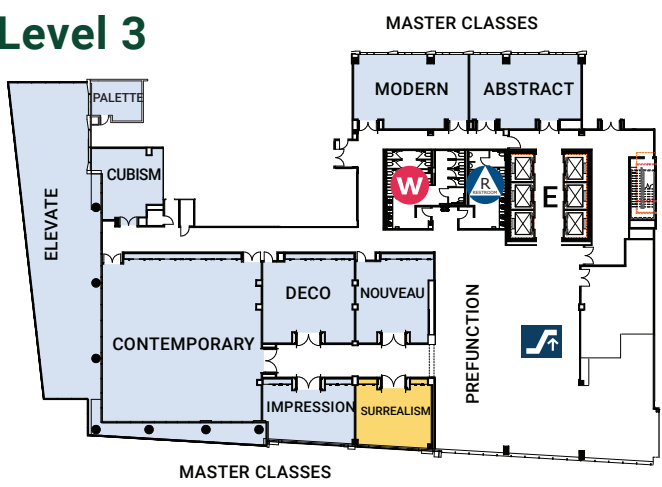 Level 3
MASTER CLASSES
MODERN
ABSTRACT
PALETTE
CUBISM
W
R
RESTROOM
E
ELEVATE
DECO
NOUVEAU
PREFUNCTION
CONTEMPORARY
IMPRESSION
SURREALISM
MASTER CLASSES